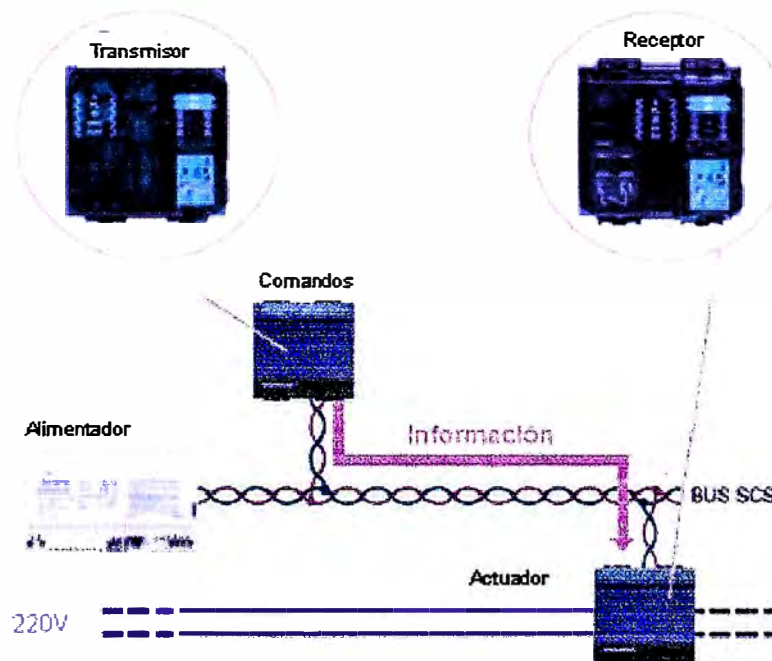 Transmisor
Receptor
Comandos
Alimentador
Información
BUS SCS
Actuador
220V